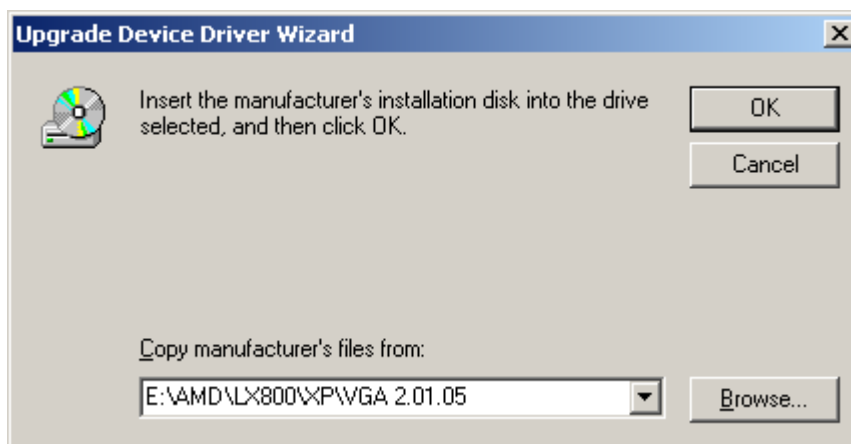 Upgrade Device Driver Wizard
Insert the manufacturer's installation disk into the drive
selected, and then click OK.
OK
Cancel
Copy manufacturer's files from:
E:\AMD\LX800\XP\VGA 2.01.05
Browse...